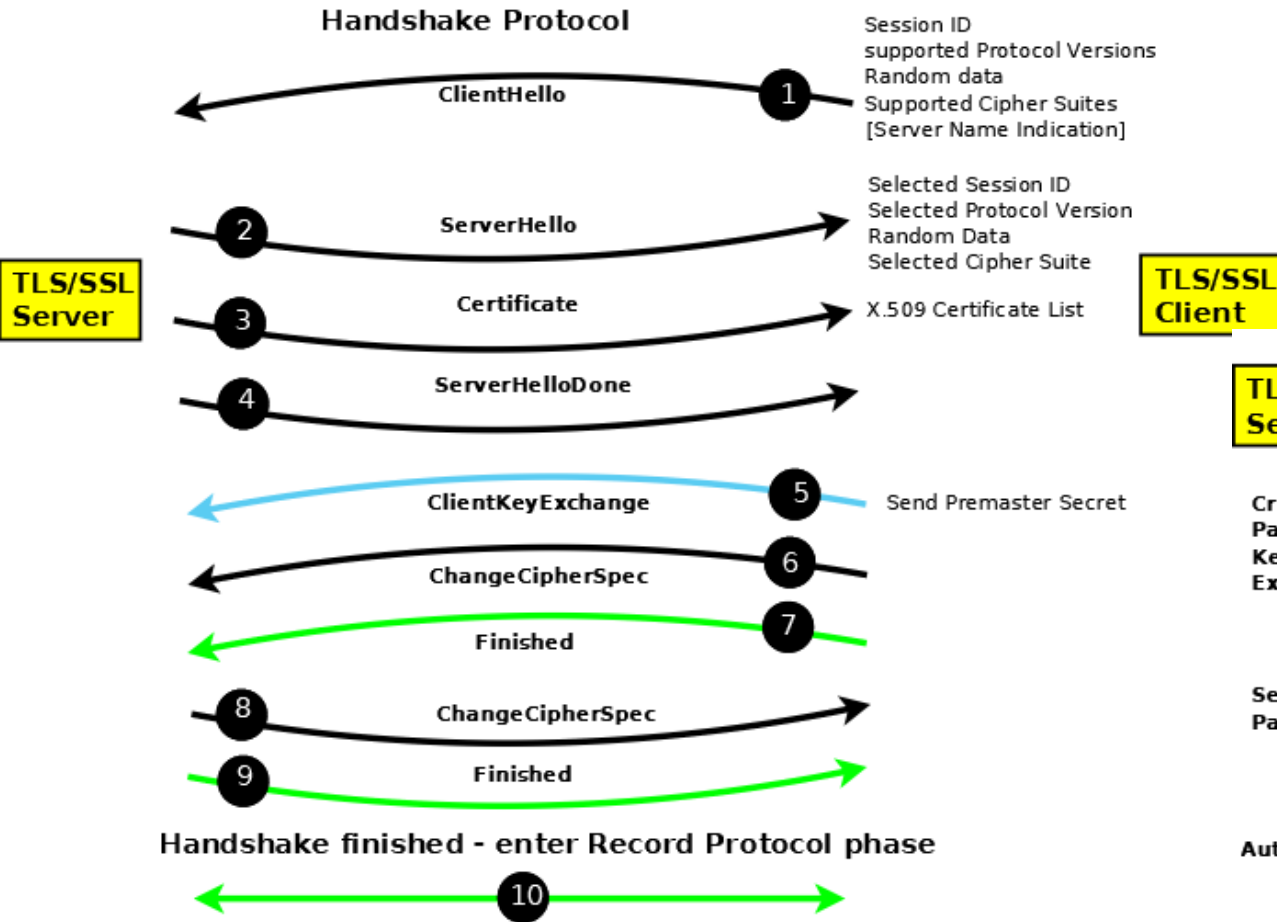 Handshake Protocol
Session ID
supported Protocol Versions
Random data
Supported Cipher Suites
[Server Name Indication]
1
ClientHello
Selected Session ID
Selected Protocol Version
Random Data
Selected Cipher Suite
2
ServerHello
TLS/SSL
Server
TLS/SSL
Client
3
Certificate
X.509 Certificate List
4
ServerHelloDone
5
ClientKeyExchange
Send Premaster Secret
6
ChangeCipherSpec
7
Finished
8
ChangeCipherSpec
9
Finished
Handshake finished - enter Record Protocol phase
10